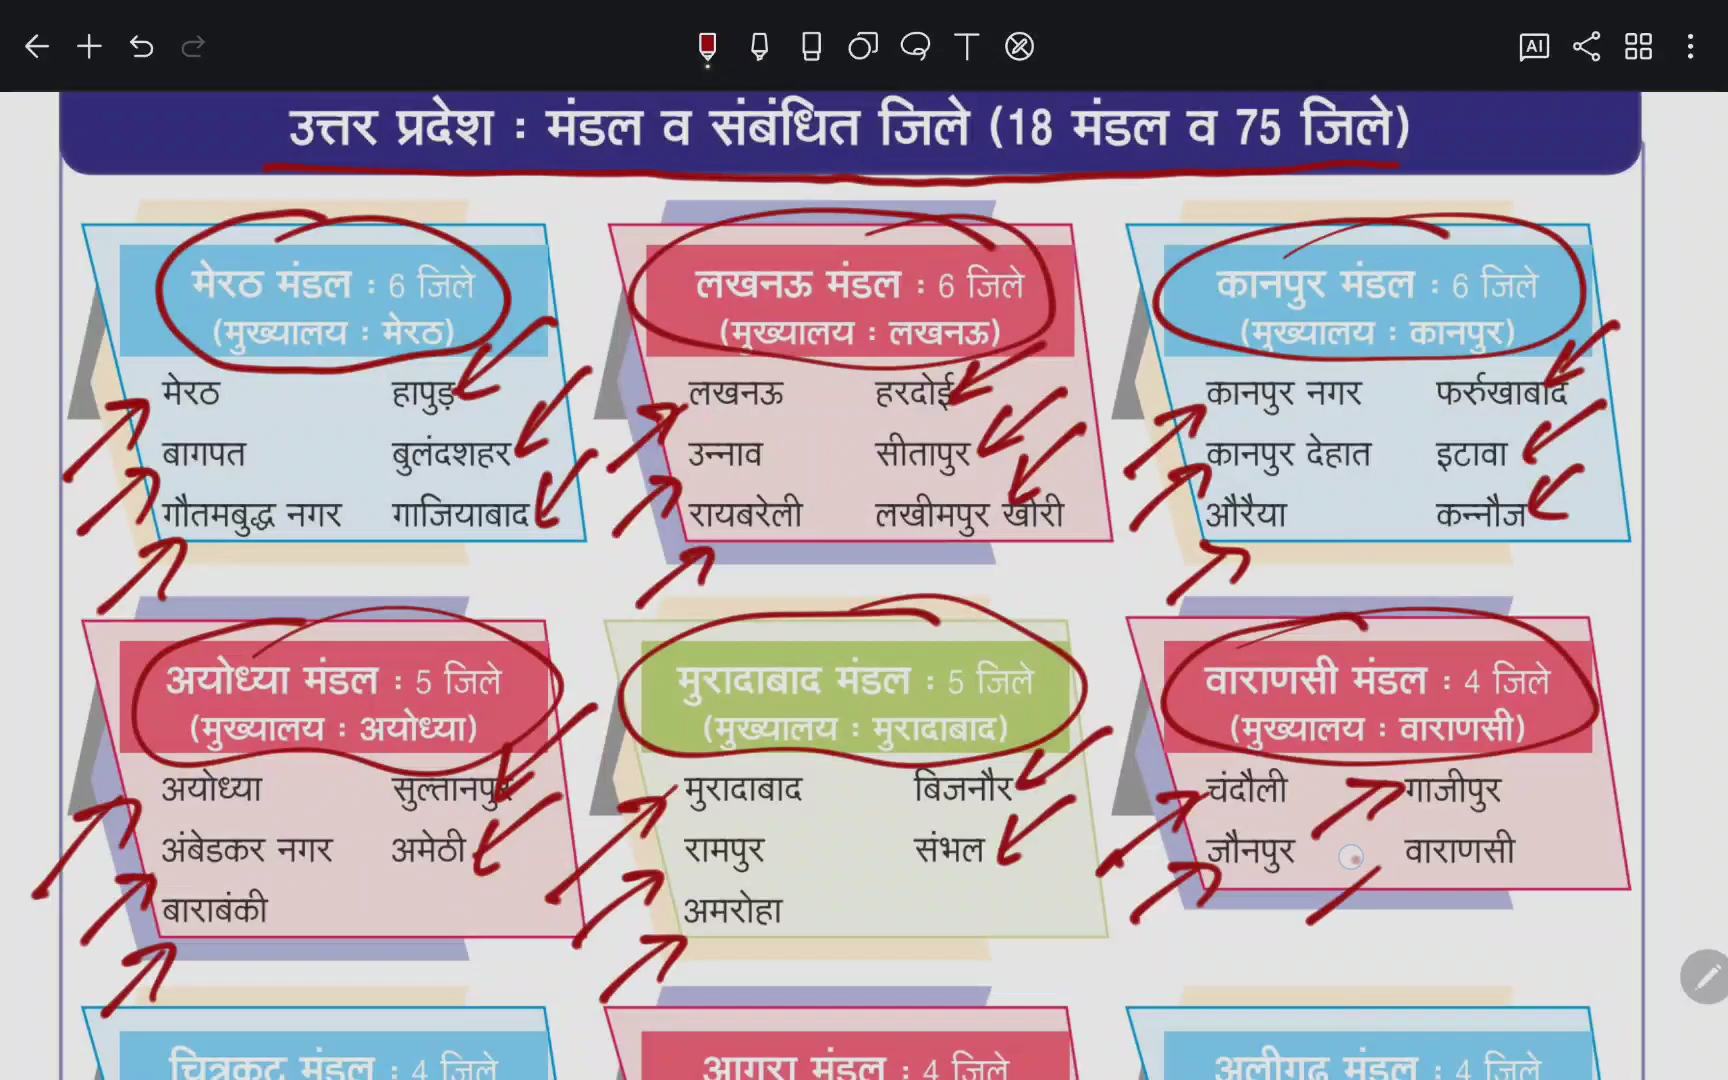 उत्तर प्रदेश : मंडल व संबंधित जिले (18 मंडल व 75 जिले)
मेरठ मंडल : 6 जिले
(मुख्यालय : मेरठ)
मेरठ हापुड़
बागपत बुलंदशहर
गौतमबुद्ध नगर गाजियाबाद
लखनऊ मंडल : 6 जिले
(मुख्यालय : लखनऊ)
लखनऊ हरदोई
उन्नाव सीतापुर
रायबरेली लखीमपुर खीरी
कानपुर मंडल : 6 जिले
(मुख्यालय : कानपुर)
कानपुर नगर फर्रुखाबाद
कानपुर देहात इटावा
औरैया कन्नौज
अयोध्या मंडल : 5 जिले
(मुख्यालय : अयोध्या)
अयोध्या सुल्तानपुर
अंबेडकर नगर अमेठी
बाराबंकी
मुरादाबाद मंडल : 5 जिले
(मुख्यालय : मुरादाबाद)
मुरादाबाद बिजनौर
रामपुर संभल
अमरोहा
वाराणसी मंडल : 4 जिले
(मुख्यालय : वाराणसी)
चंदौली गाजीपुर
जौनपुर वाराणसी
चित्रकूट मंडल : 4 जिले
आगरा मंडल : 4 जिले
अलीगढ़ मंडल : 4 जिले